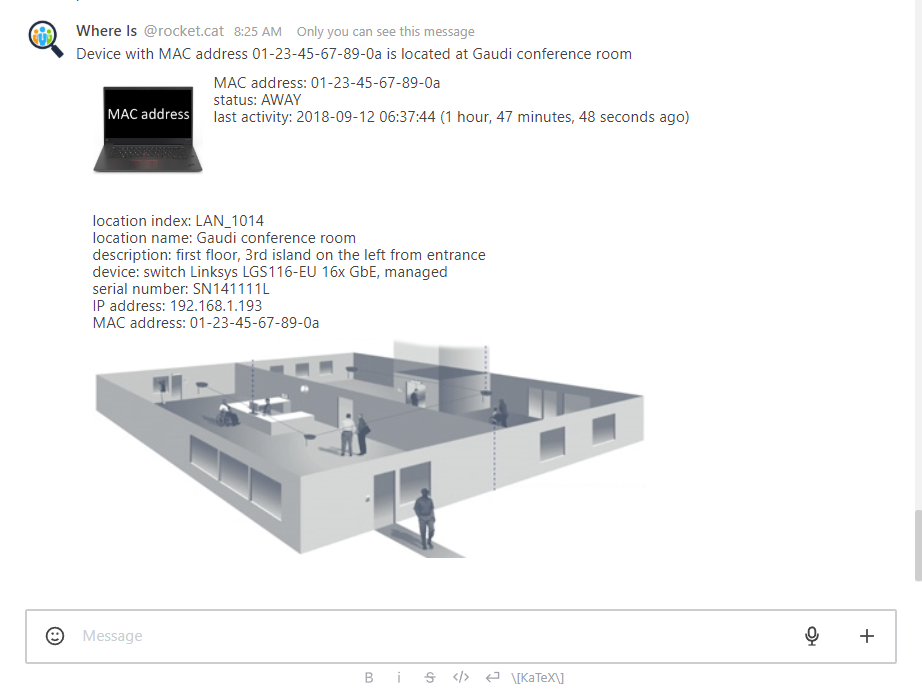 Where Is @rocket.cat 8:25 AM Only you can see this message
Device with MAC address 01-23-45-67-89-0a is located at Gaudi conference room
MAC address
MAC address: 01-23-45-67-89-0a
status: AWAY
last activity: 2018-09-12 06:37:44 (1 hour, 47 minutes, 48 seconds ago)
location index: LAN_1014
location name: Gaudi conference room
description: first floor, 3rd island on the left from entrance
device: switch Linksys LGS116-EU 16x GbE, managed
serial number: SN141111L
IP address: 192.168.1.193
MAC address: 01-23-45-67-89-0a
Message
B i S </> \[KaTeX\]